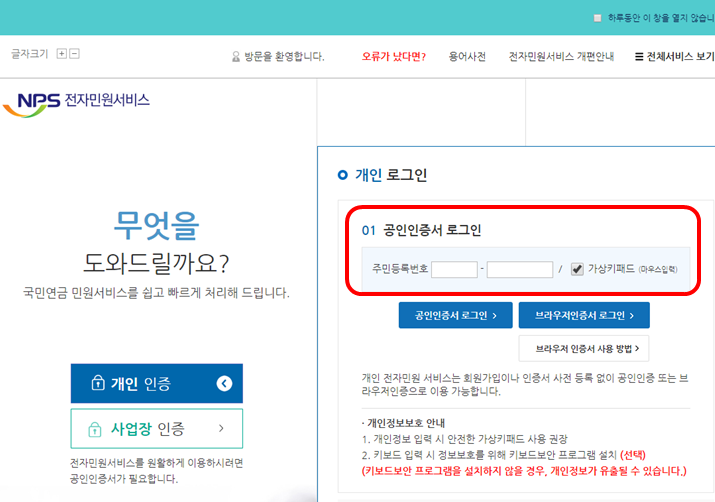 하루동안 이 창을 열지 않습니
글자크기 + −
방문을 환영합니다. 오류가 났다면? 용어사전 전자민원서비스 개편안내 전체서비스 보기
NPS 전자민원서비스
무엇을
도와드릴까요?
국민연금 민원서비스를 쉽고 빠르게 처리해 드립니다.
개인 인증
사업장 인증
전자민원서비스를 원활하게 이용하시려면
공인인증서가 필요합니다.
개인 로그인
01 공인인증서 로그인
주민등록번호 - / 가상키패드 (마우스입력)
공인인증서 로그인 > 브라우저인증서 로그인 >
브라우저 인증서 사용 방법 >
개인 전자민원 서비스는 회원가입이나 인증서 사전 등록 없이 공인인증 또는 브
라우저인증으로 이용 가능합니다.
· 개인정보보호 안내
1. 개인정보 입력 시 안전한 가상키패드 사용 권장
2. 키보드 입력 시 정보보호를 위해 키보드보안 프로그램 설치 (선택)
(키보드보안 프로그램을 설치하지 않을 경우, 개인정보가 유출될 수 있습니다.)